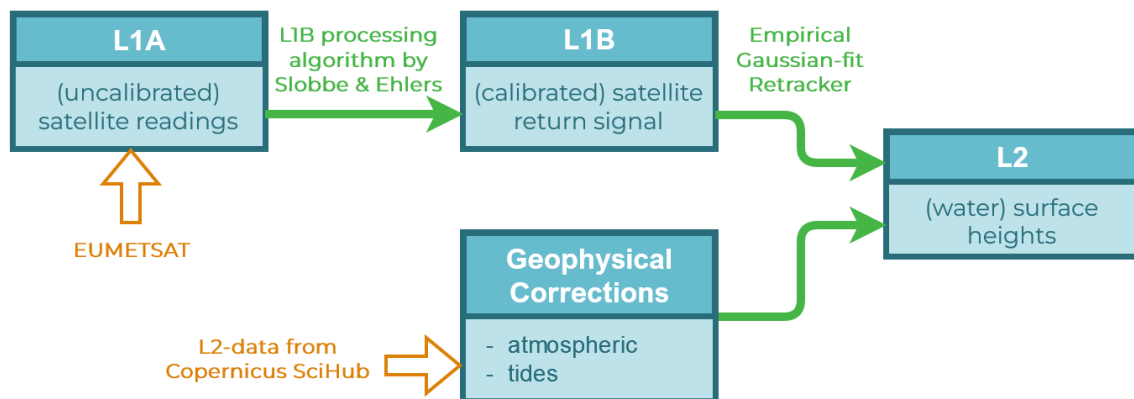 L1A
(uncalibrated)
satellite readings
EUMETSAT
L1B processing
algorithm by
Slobbe & Ehlers
L1B
(calibrated) satellite
return signal
Empirical
Gaussian-fit
Retracker
L2
(water) surface
heights
Geophysical
Corrections
- atmospheric
- tides
L2-data from
Copernicus SciHub